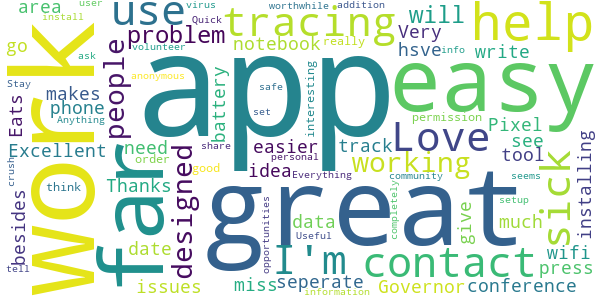 area
use
virus
Quick
worthwhile
addition
user
install
go
problem
tracing
really
will
help
ask
volunteer
notebook
Very
hsve
write
info
work
people
makes
phone
anonymous
battery
interesting
app
easy
Stay
Eats
Anything
safe
set
permission
Pixel
see
Excellent
need
order
share
easier
track
Love
tool
installing
far
Thanks
designed
good
personal
idea
Everything
working
community
seems
sick
crush
think
besides
great
opportunities
Useful
data
completely
give
much
setup
tell
date
issues
miss
I'm
seperate
information
contact
Governor
conference
press
wifi